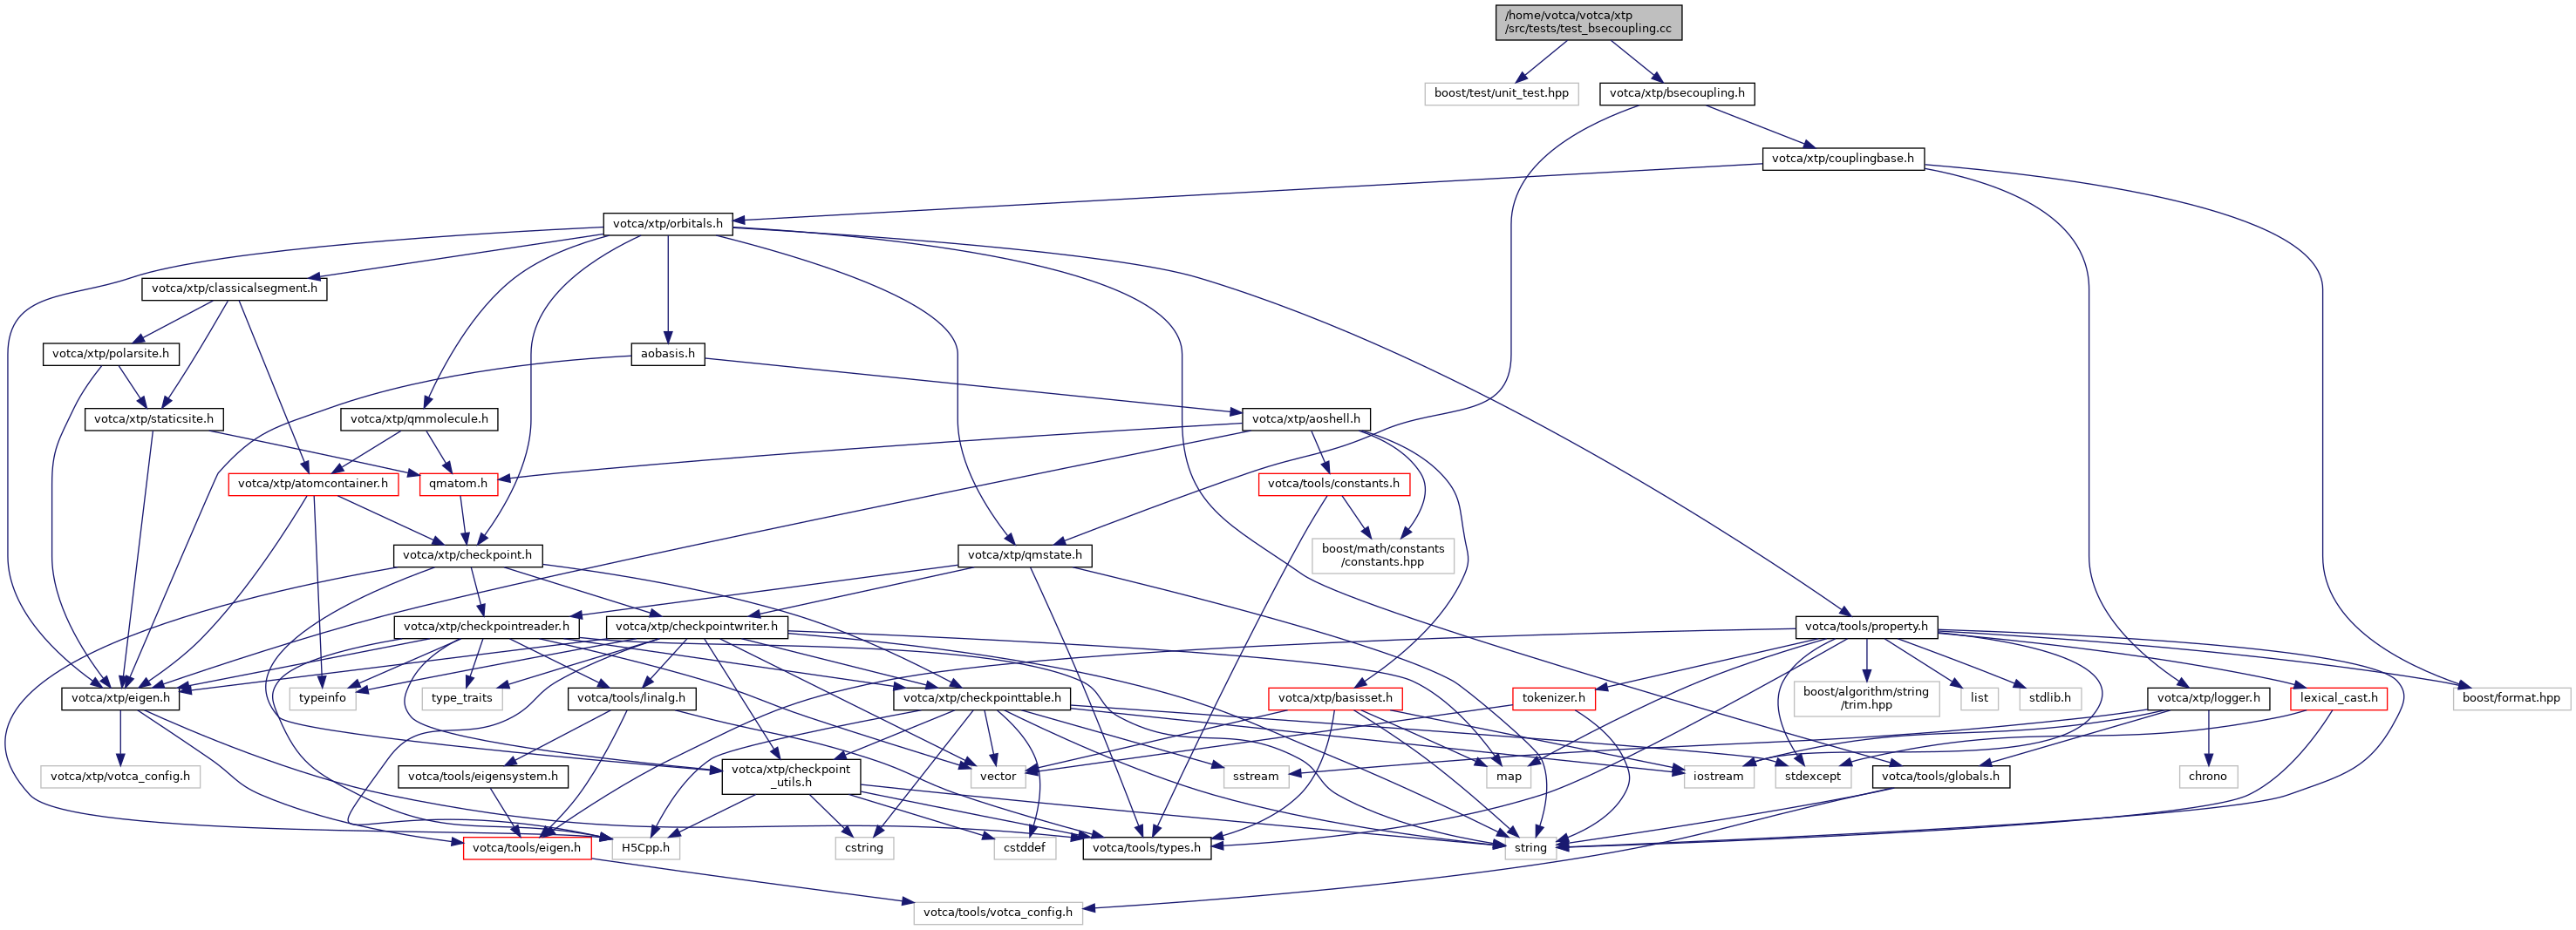 /home/votca/votca/xtp
/src/tests/test_bsecoupling.cc
boost/test/unit_test.hpp
votca/xtp/bsecoupling.h
votca/xtp/couplingbase.h
votca/xtp/orbitals.h
votca/xtp/classicalsegment.h
votca/xtp/polarsite.h
aobasis.h
votca/xtp/staticsite.h
votca/xtp/qmmolecule.h
votca/xtp/aoshell.h
votca/xtp/atomcontainer.h
qmatom.h
votca/tools/constants.h
votca/xtp/checkpoint.h
votca/xtp/qmstate.h
boost/math/constants
/constants.hpp
votca/xtp/checkpointreader.h
votca/xtp/checkpointwriter.h
votca/tools/property.h
votca/xtp/eigen.h
typeinfo
type_traits
votca/tools/linalg.h
votca/xtp/checkpointtable.h
votca/xtp/basisset.h
tokenizer.h
boost/algorithm/string
/trim.hpp
list
stdlib.h
votca/xtp/logger.h
lexical_cast.h
boost/format.hpp
votca/xtp/votca_config.h
votca/tools/eigensystem.h
votca/xtp/checkpoint
_utils.h
vector
sstream
map
iostream
stdexcept
votca/tools/globals.h
chrono
votca/tools/eigen.h
H5Cpp.h
cstring
cstddef
votca/tools/types.h
string
votca/tools/votca_config.h